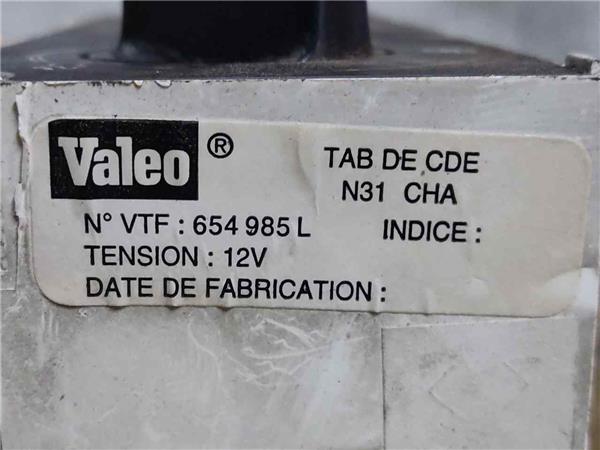 Valeo ®
TAB DE CDE
N31 CHA
N° VTF : 654 985 L
INDICE :
TENSION : 12V
DATE DE FABRICATION :